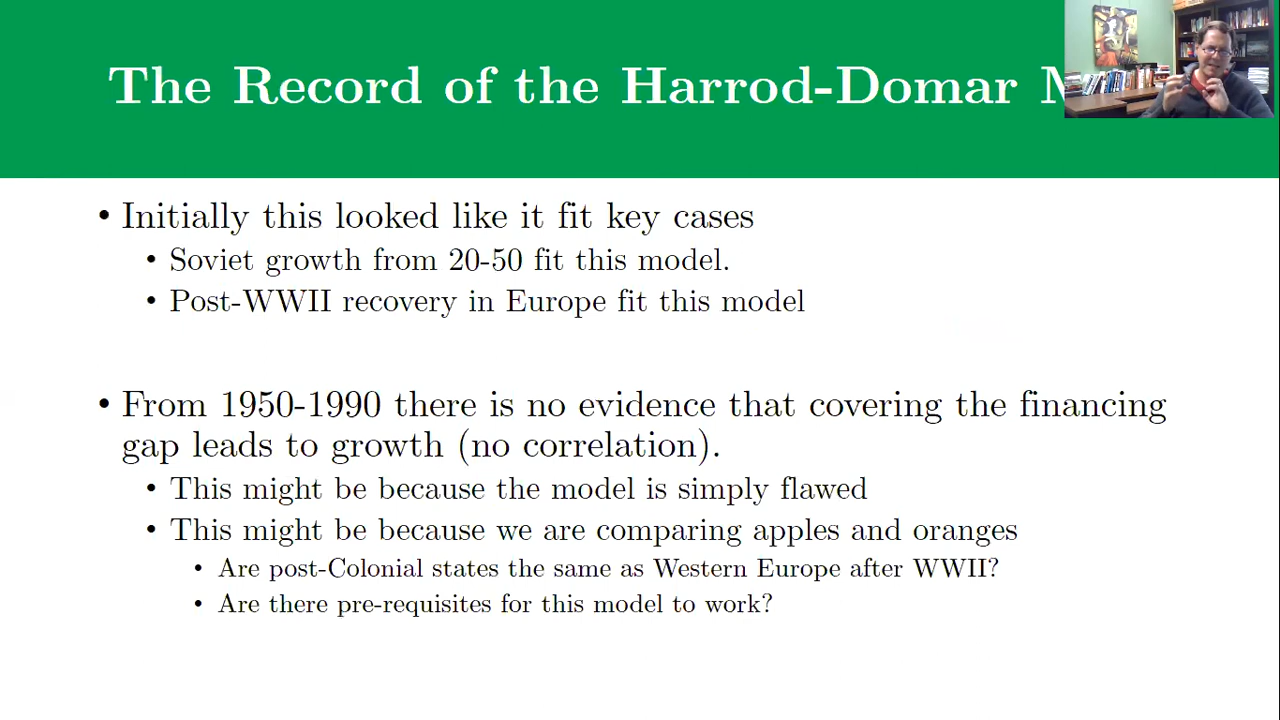 The Record of the Harrod-Domar
• Initially this looked like it fit key cases
• Soviet growth from 20-50 fit this model.
• Post-WWII recovery in Europe fit this model
• From 1950-1990 there is no evidence that covering the financing
gap leads to growth (no correlation).
• This might be because the model is simply flawed
• This might be because we are comparing apples and oranges
• Are post-Colonial states the same as Western Europe after WWII?
• Are there pre-requisites for this model to work?